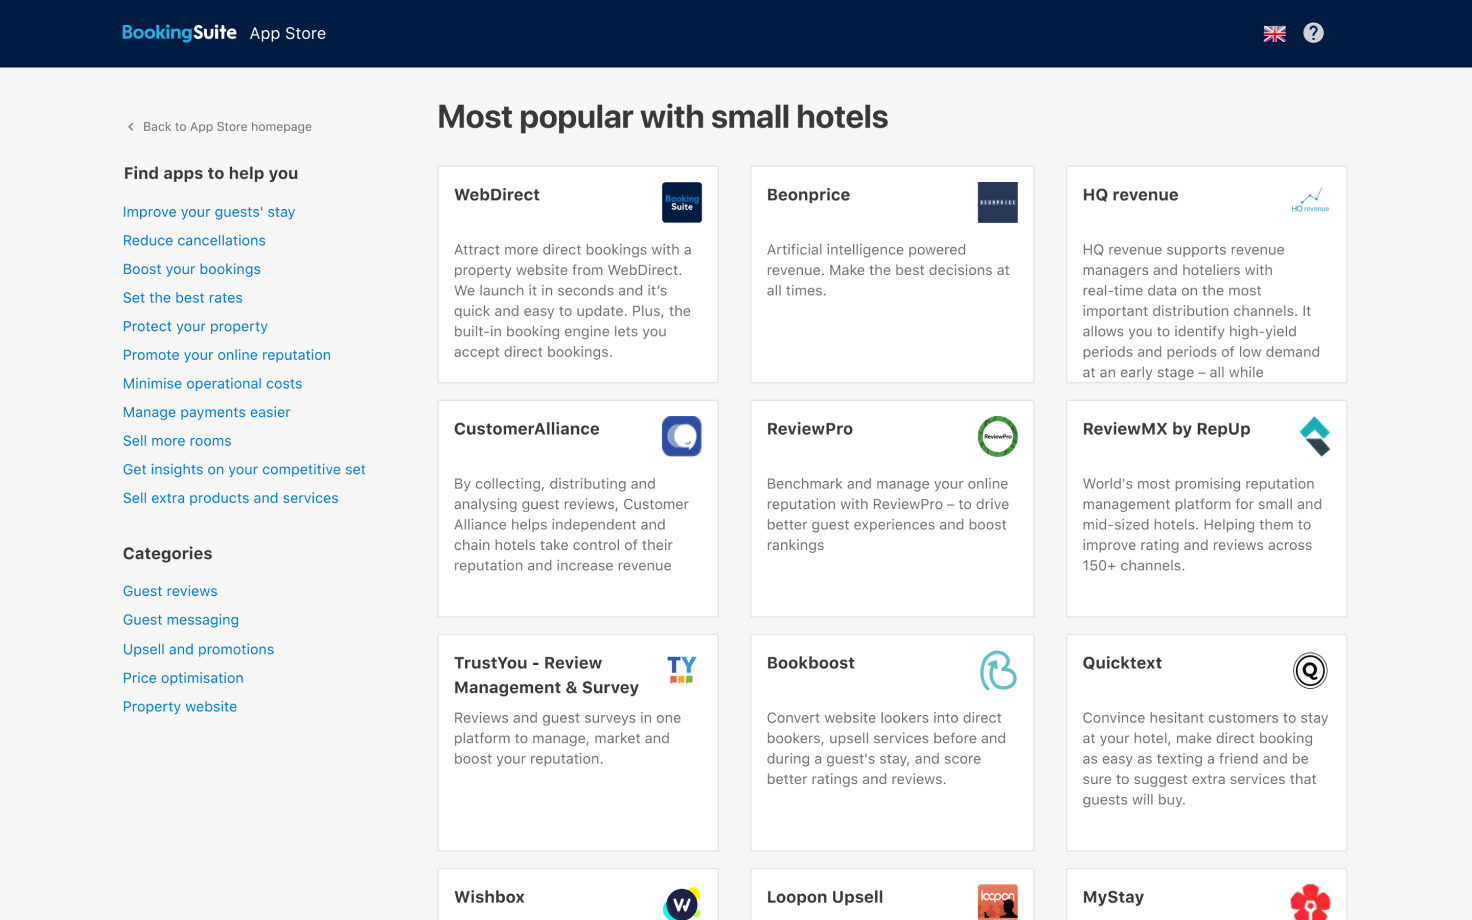 BookingSuite App Store
?
Back to App Store homepage
Find apps to help you
Improve your guests' stay
Reduce cancellations
Boost your bookings
Set the best rates
Protect your property
Promote your online reputation
Minimise operational costs
Manage payments easier
Sell more rooms
Get insights on your competitive set
Sell extra products and services
Categories
Guest reviews
Guest messaging
Upsell and promotions
Price optimisation
Property website
Most popular with small hotels
WebDirect
Booking
Suite
Attract more direct bookings with a
property website from WebDirect.
We launch it in seconds and it’s
quick and easy to update. Plus, the
built-in booking engine lets you
accept direct bookings.
Beonprice
BEONPRICE
Artificial intelligence powered
revenue. Make the best decisions at
all times.
HQ revenue
HQ revenue
HQ revenue supports revenue
managers and hoteliers with
real-time data on the most
important distribution channels. It
allows you to identify high-yield
periods and periods of low demand
at an early stage – all while
CustomerAlliance
By collecting, distributing and
analysing guest reviews, Customer
Alliance helps independent and
chain hotels take control of their
reputation and increase revenue
ReviewPro
ReviewPro
Benchmark and manage your online
reputation with ReviewPro – to drive
better guest experiences and boost
rankings
ReviewMX by RepUp
World's most promising reputation
management platform for small and
mid-sized hotels. Helping them to
improve rating and reviews across
150+ channels.
TrustYou - Review
Management & Survey
TY
Reviews and guest surveys in one
platform to manage, market and
boost your reputation.
Bookboost
B
Convert website lookers into direct
bookers, upsell services before and
during a guest's stay, and score
better ratings and reviews.
Quicktext
Q
Convince hesitant customers to stay
at your hotel, make direct booking
as easy as texting a friend and be
sure to suggest extra services that
guests will buy.
Wishbox
W
Loopon Upsell
loopon
MyStay